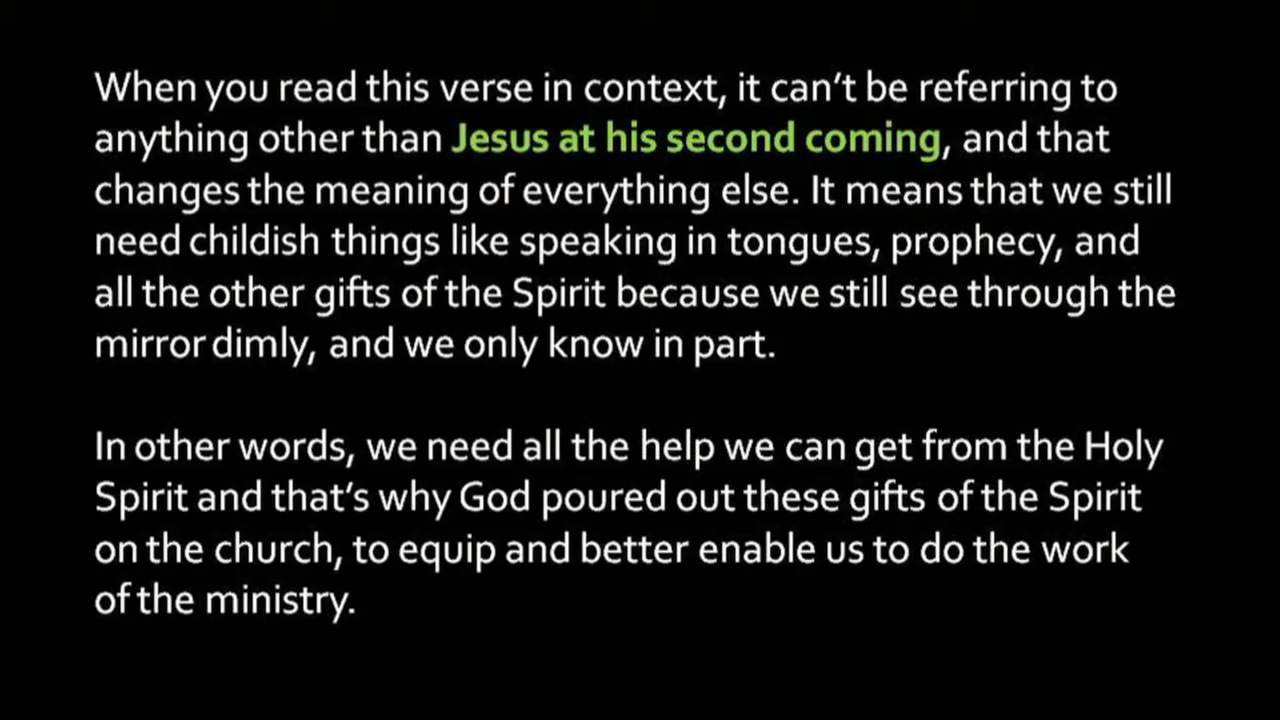 When you read this verse in context, it can't be referring to
anything other than Jesus at his second coming, and that
changes the meaning of everything else. It means that we still
need childish things like speaking in tongues, prophecy, and
all the other gifts of the Spirit because we still see through the
mirror dimly, and we only know in part.
In other words, we need all the help we can get from the Holy
Spirit and that's why God poured out these gifts of the Spirit
on the church, to equip and better enable us to do the work
of the ministry.